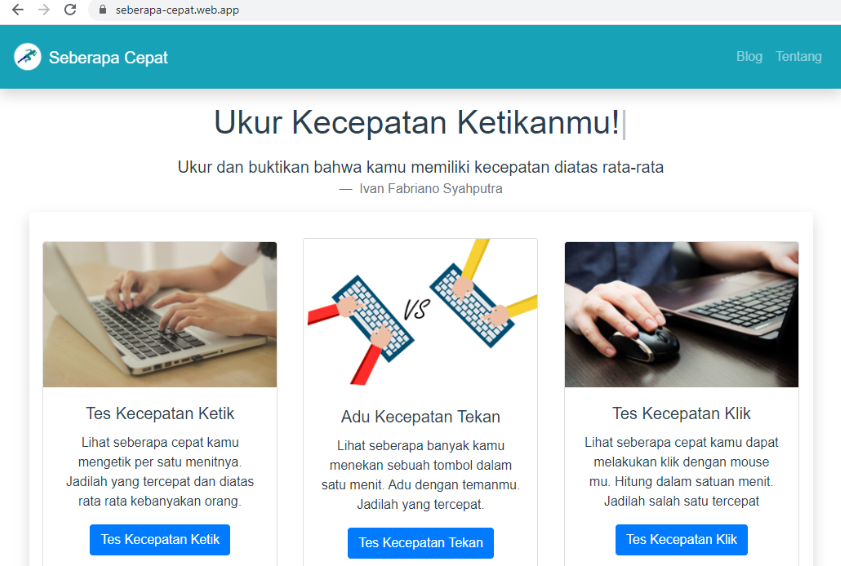 seberapa-cepat.web.app
Seberapa Cepat
Blog Tentang
Ukur Kecepatan Ketikanmu!|
Ukur dan buktikan bahwa kamu memiliki kecepatan diatas rata-rata
— Ivan Fabriano Syahputra
Tes Kecepatan Ketik
Lihat seberapa cepat kamu
mengetik per satu menitnya.
Jadilah yang tercepat dan diatas
rata rata kebanyakan orang.
Tes Kecepatan Ketik
VS
Adu Kecepatan Tekan
Lihat seberapa banyak kamu
menekan sebuah tombol dalam
satu menit. Adu dengan temanmu.
Jadilah yang tercepat.
Tes Kecepatan Tekan
Tes Kecepatan Klik
Lihat seberapa cepat kamu dapat
melakukan klik dengan mouse
mu. Hitung dalam satuan menit.
Jadilah salah satu tercepat
Tes Kecepatan Klik